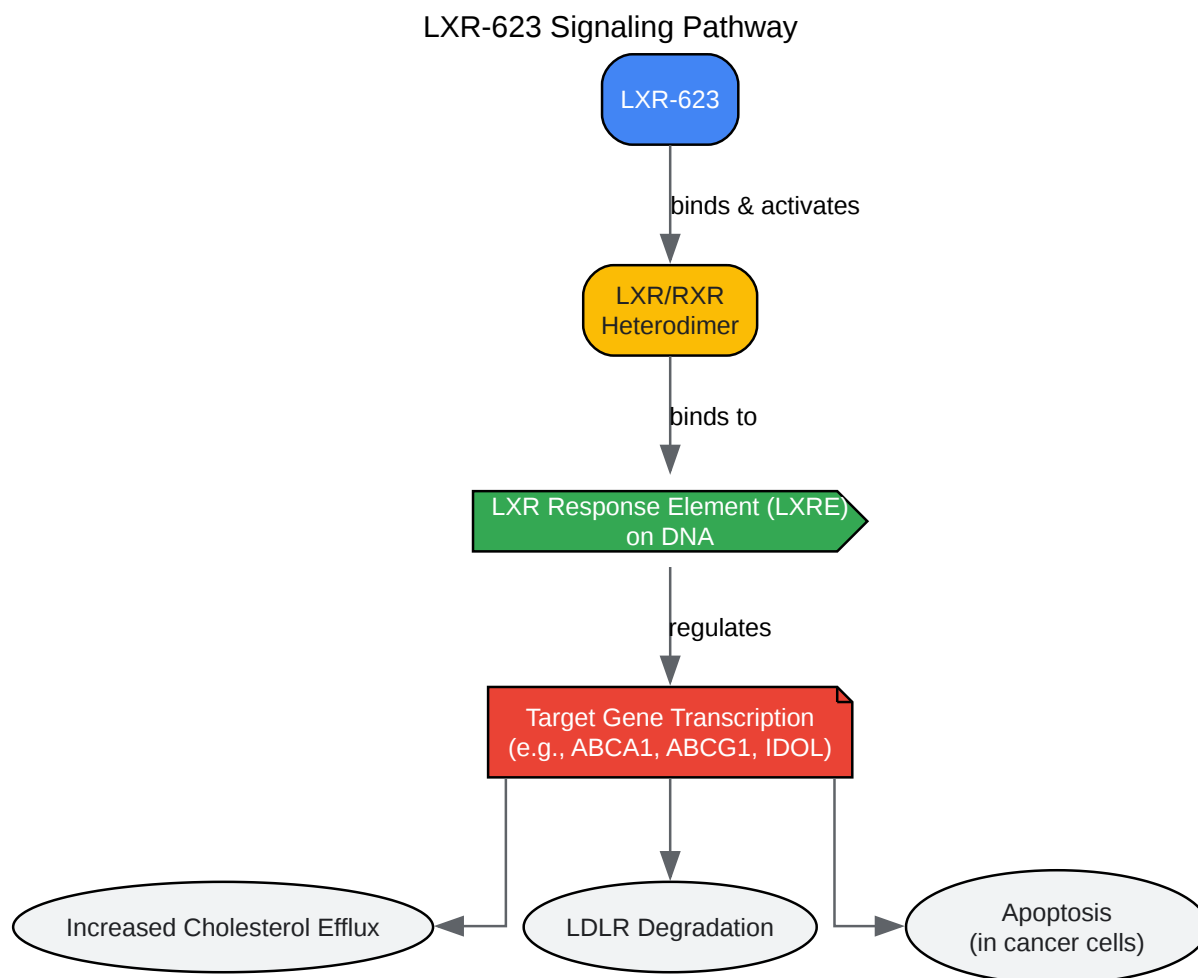 LXR-623 Signaling Pathway
LXR-623
binds & activates
LXR/RXR
Heterodimer
binds to
LXR Response Element (LXRE)
on DNA
regulates
Target Gene Transcription
(e.g., ABCA1, ABCG1, IDOL)
Increased Cholesterol Efflux
LDLR Degradation
Apoptosis
(in cancer cells)